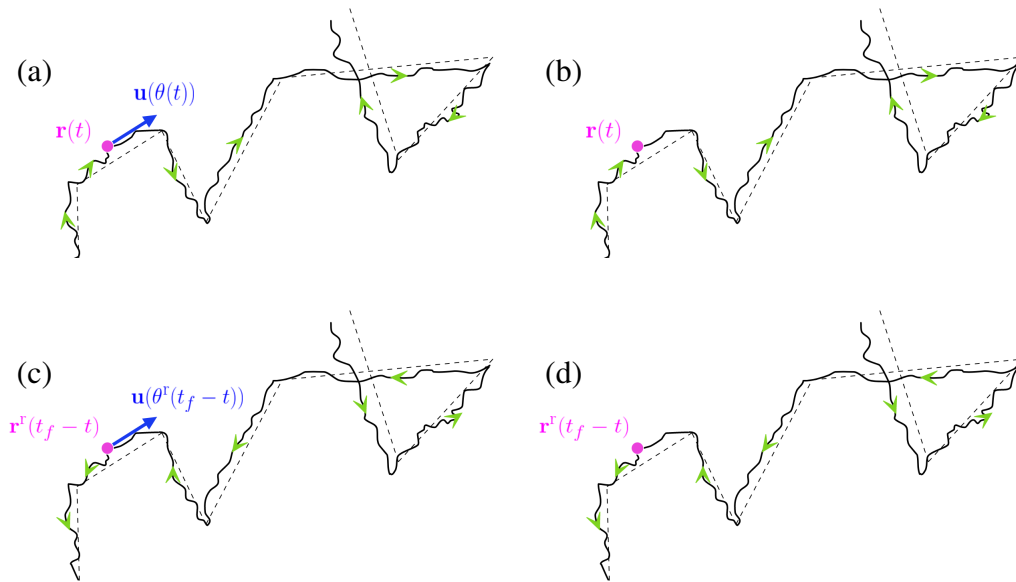 (a)
u(θ(t))
r(t)
(b)
r(t)
(c)
u(θ^r(t_f − t))
r^r(t_f − t)
(d)
r^r(t_f − t)